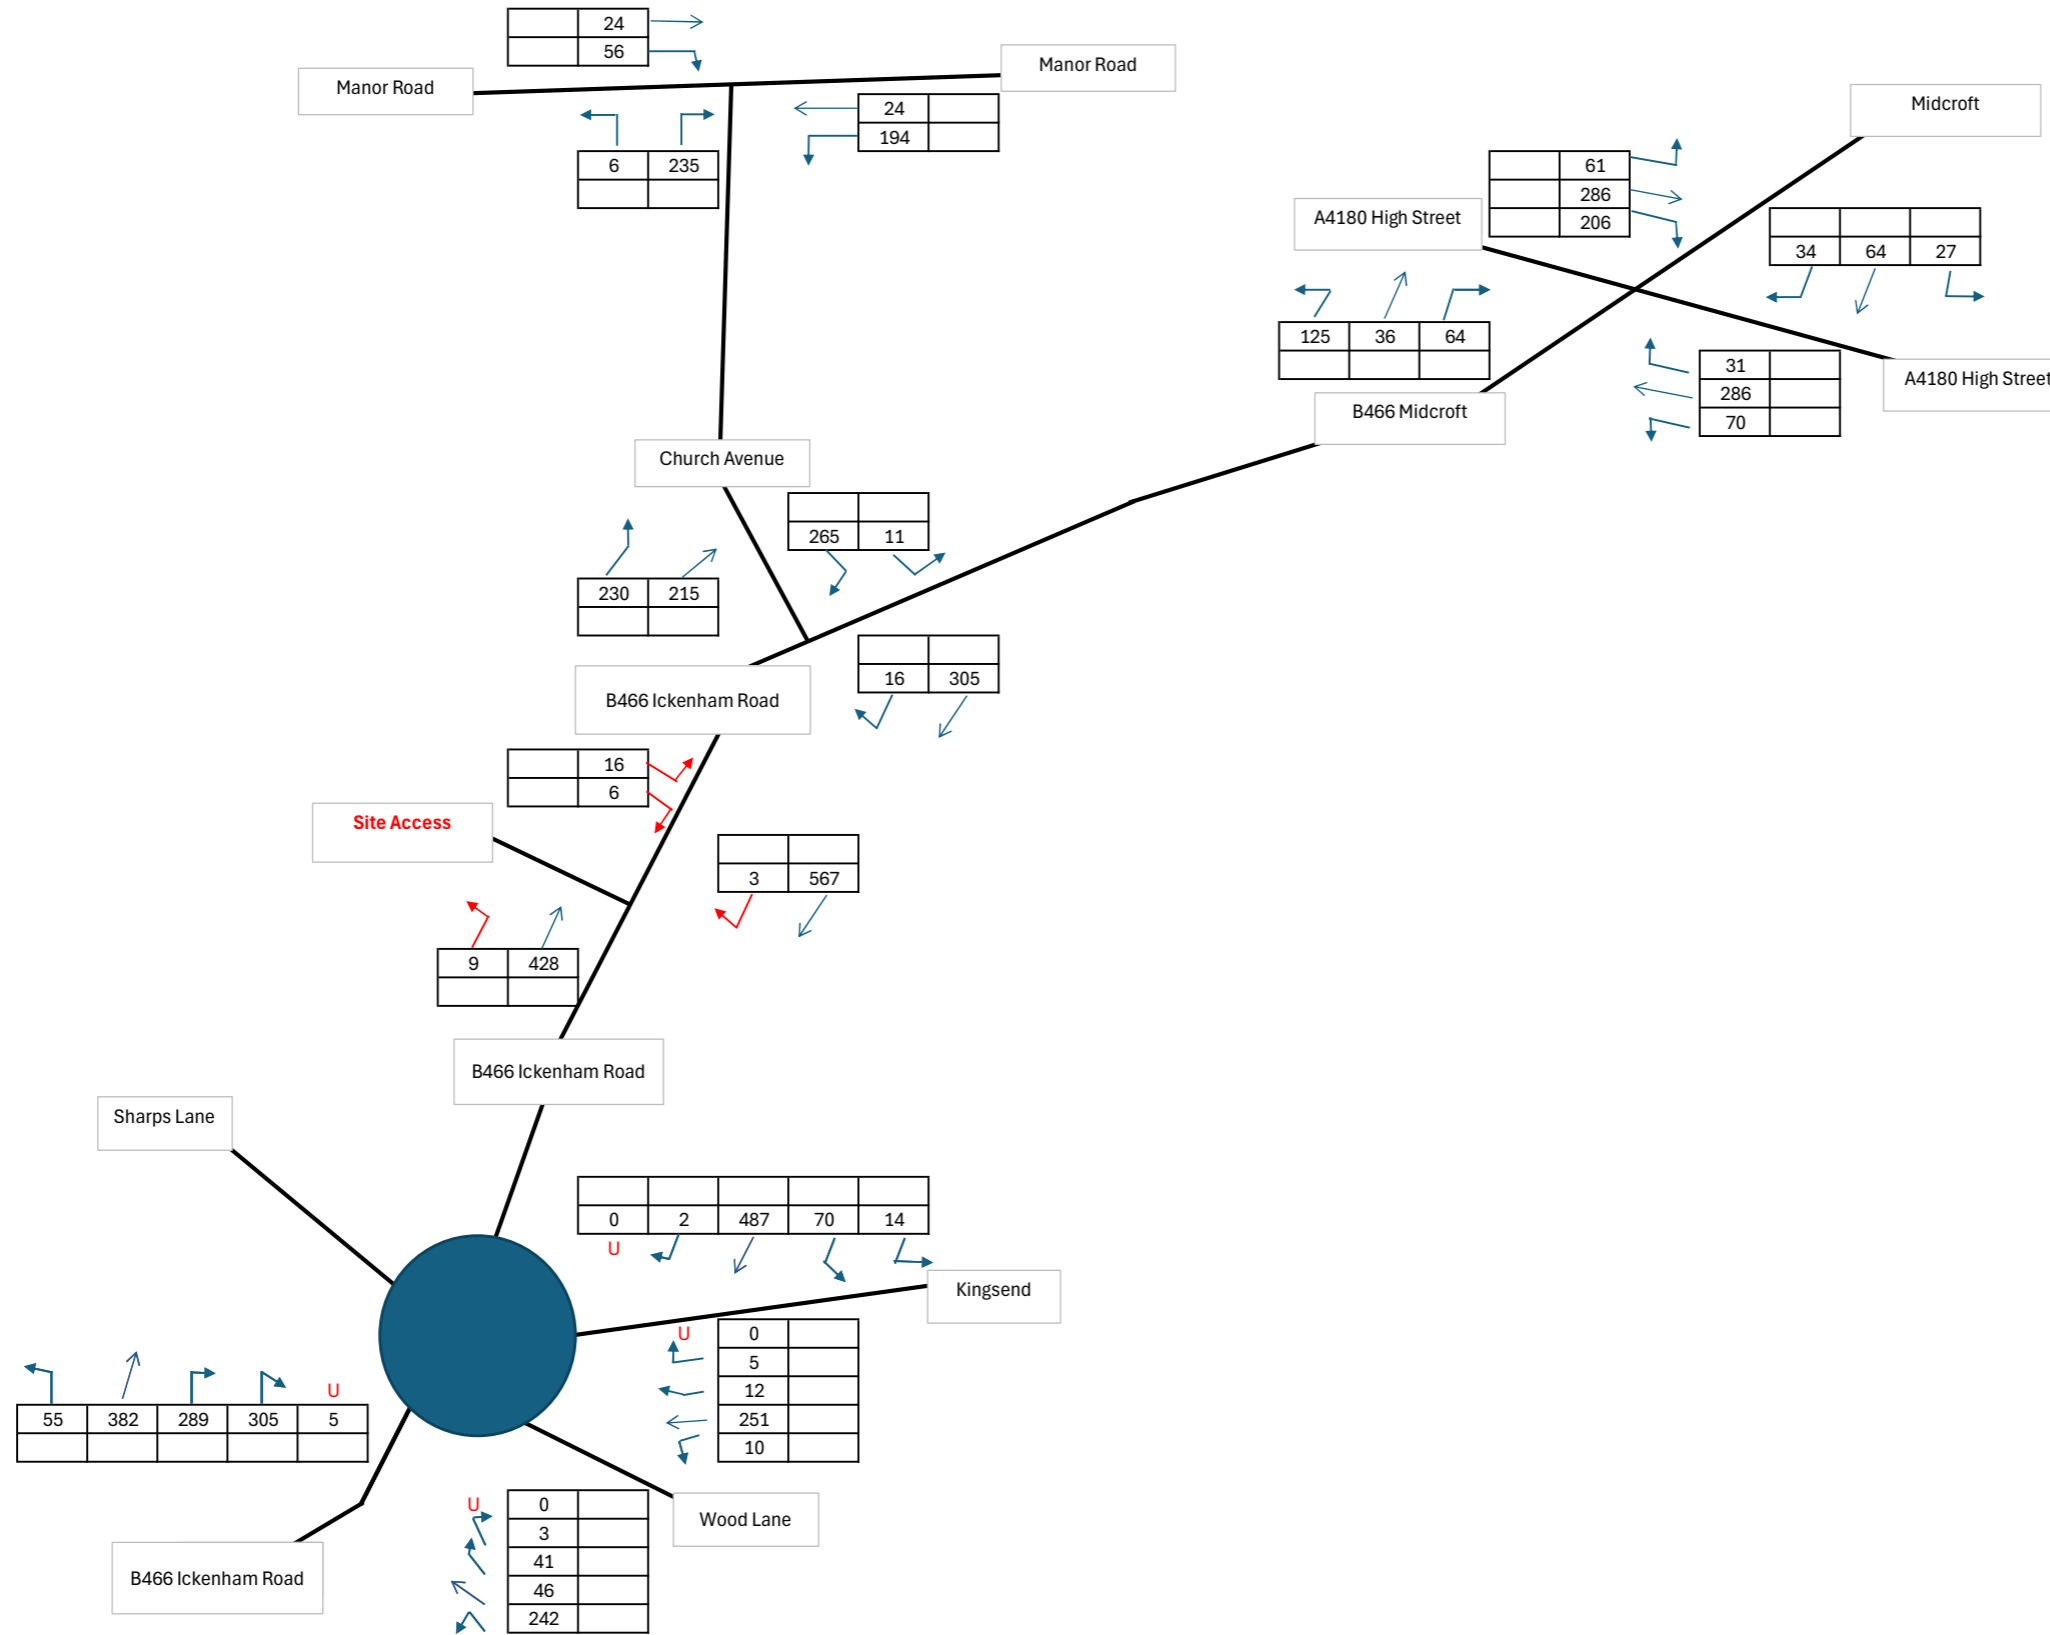 24
56
Manor Road
Manor Road
24
194
6 235
Midcroft
61
286
206
A4180 High Street
34 64 27
125 36 64
31
286
70
A4180 High Street
B466 Midcroft
Church Avenue
265 11
230 215
16 305
B466 Ickenham Road
16
6
Site Access
3 567
9 428
B466 Ickenham Road
Sharps Lane
0 2 487 70 14
U
Kingsend
U 0
5
12
251
10
U
55 382 289 305 5
U 0
3
41
46
242
Wood Lane
B466 Ickenham Road